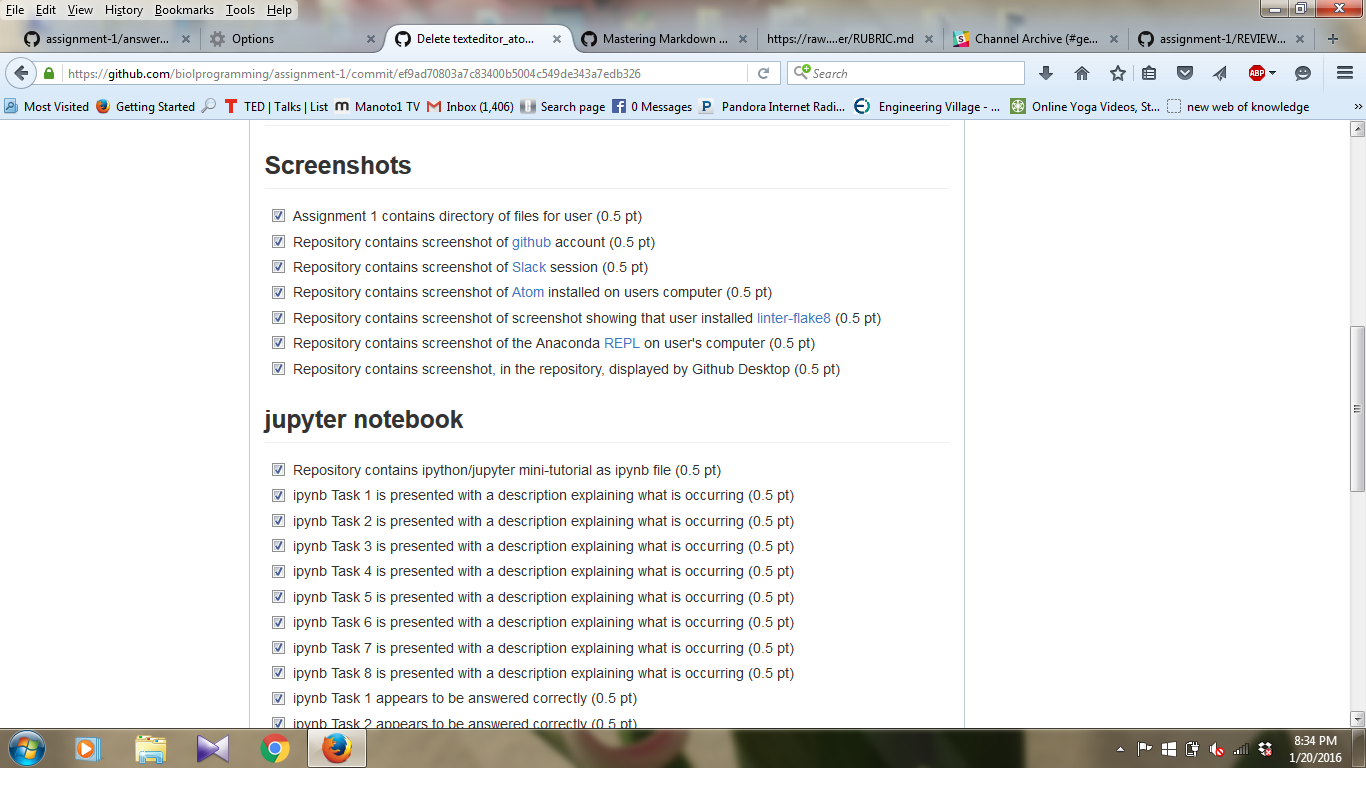 File Edit View History Bookmarks Tools Help
assignment-1/answer... Options Delete texteditor_ato... Mastering Markdown ... https://raw....er/RUBRIC.md Channel Archive (#ge... assignment-1/REVIEW...
https://github.com/biolprogramming/assignment-1/commit/ef9ad70803a7c83400b5004c549de343a7edb326 Search ABP
Most Visited Getting Started TED | Talks | List Manoto1 TV Inbox (1,406) Search page 0 Messages Pandora Internet Radi... Engineering Village - ... Online Yoga Videos, St... new web of knowledge
Screenshots
Assignment 1 contains directory of files for user (0.5 pt)
Repository contains screenshot of github account (0.5 pt)
Repository contains screenshot of Slack session (0.5 pt)
Repository contains screenshot of Atom installed on users computer (0.5 pt)
Repository contains screenshot of screenshot showing that user installed linter-flake8 (0.5 pt)
Repository contains screenshot of the Anaconda REPL on user's computer (0.5 pt)
Repository contains screenshot, in the repository, displayed by Github Desktop (0.5 pt)
jupyter notebook
Repository contains ipython/jupyter mini-tutorial as ipynb file (0.5 pt)
ipynb Task 1 is presented with a description explaining what is occurring (0.5 pt)
ipynb Task 2 is presented with a description explaining what is occurring (0.5 pt)
ipynb Task 3 is presented with a description explaining what is occurring (0.5 pt)
ipynb Task 4 is presented with a description explaining what is occurring (0.5 pt)
ipynb Task 5 is presented with a description explaining what is occurring (0.5 pt)
ipynb Task 6 is presented with a description explaining what is occurring (0.5 pt)
ipynb Task 7 is presented with a description explaining what is occurring (0.5 pt)
ipynb Task 8 is presented with a description explaining what is occurring (0.5 pt)
ipynb Task 1 appears to be answered correctly (0.5 pt)
ipynb Task 2 appears to be answered correctly (0.5 pt)
8:34 PM
1/20/2016